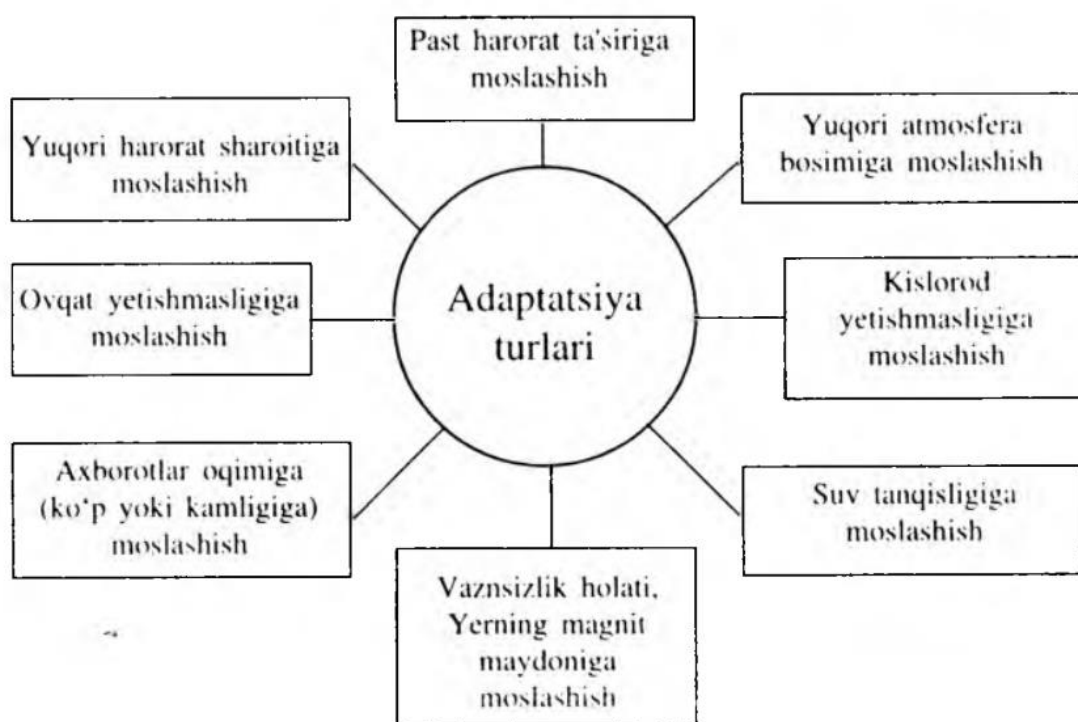 Past harorat ta'siriga
moslashish
Yuqori harorat sharoitiga
moslashish
Yuqori atmosfera
bosimiga moslashish
Ovqat yetishmasligiga
moslashish
Adaptatsiya
turlari
Kislorod
yetishmasligiga
moslashish
Axborotlar oqimiga
(ko‘p yoki kamligiga)
moslashish
Suv tanqisligiga
moslashish
Vaznsizlik holati,
Yerning magnit
maydoniga
moslashish